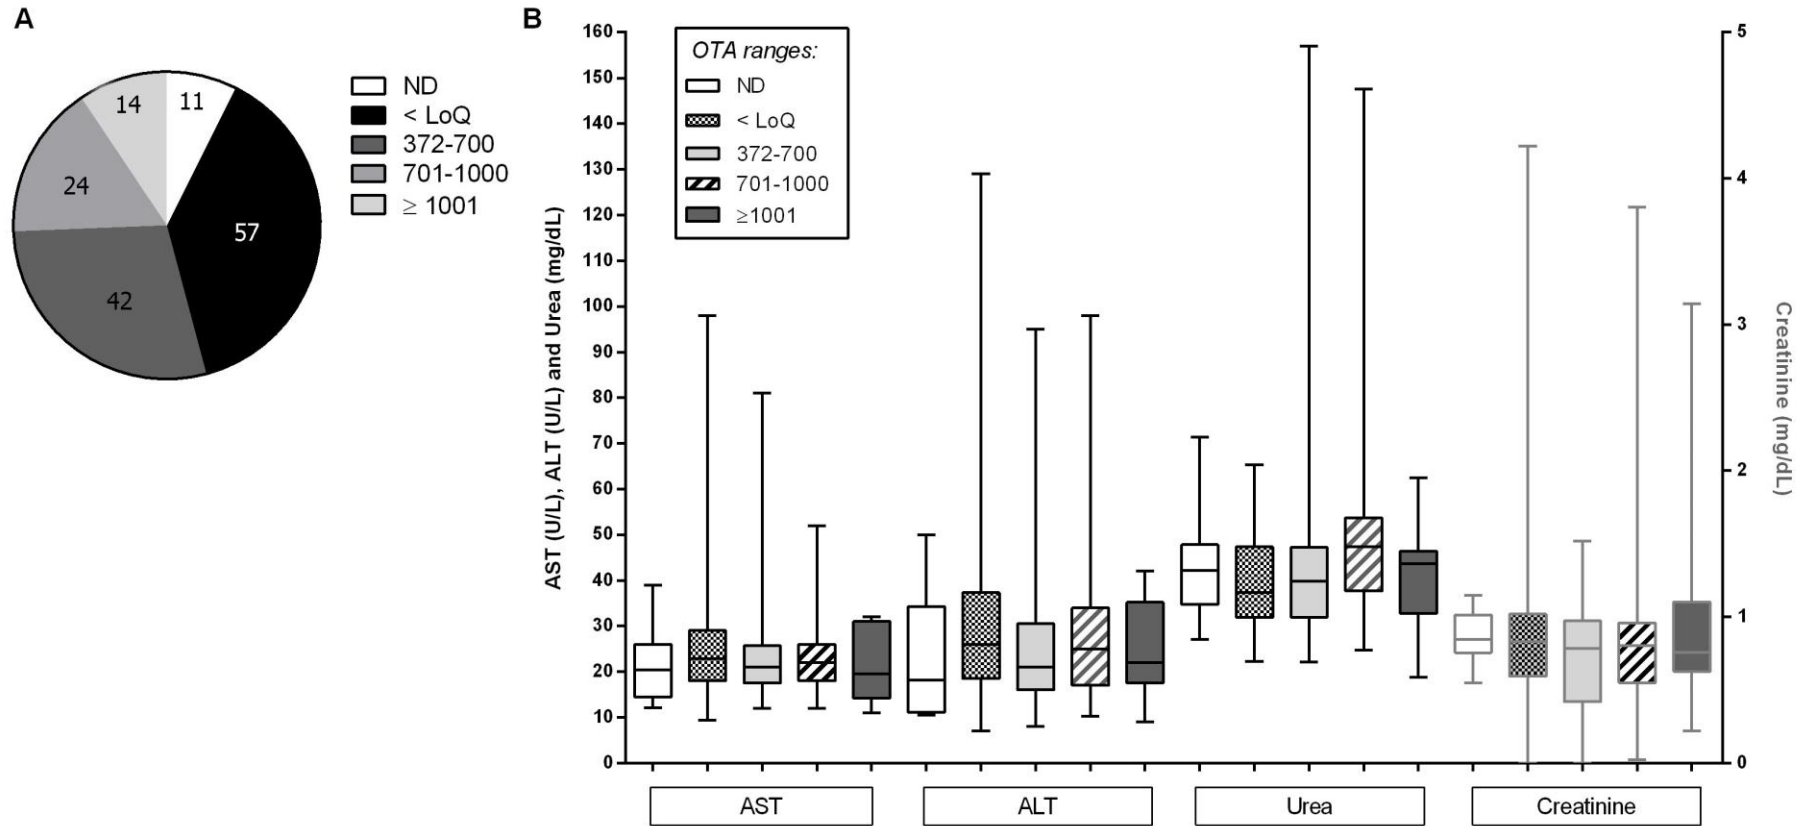 A
14
11
24
57
42
ND
< LoQ
372-700
701-1000
≥ 1001
B
AST (U/L), ALT (U/L) and Urea (mg/dL)
160
150
140
130
120
110
100
90
80
70
60
50
40
30
20
10
0
OTA ranges:
ND
< LoQ
372-700
701-1000
≥1001
5
4
3
2
1
0
Creatinine (mg/dL)
AST
ALT
Urea
Creatinine